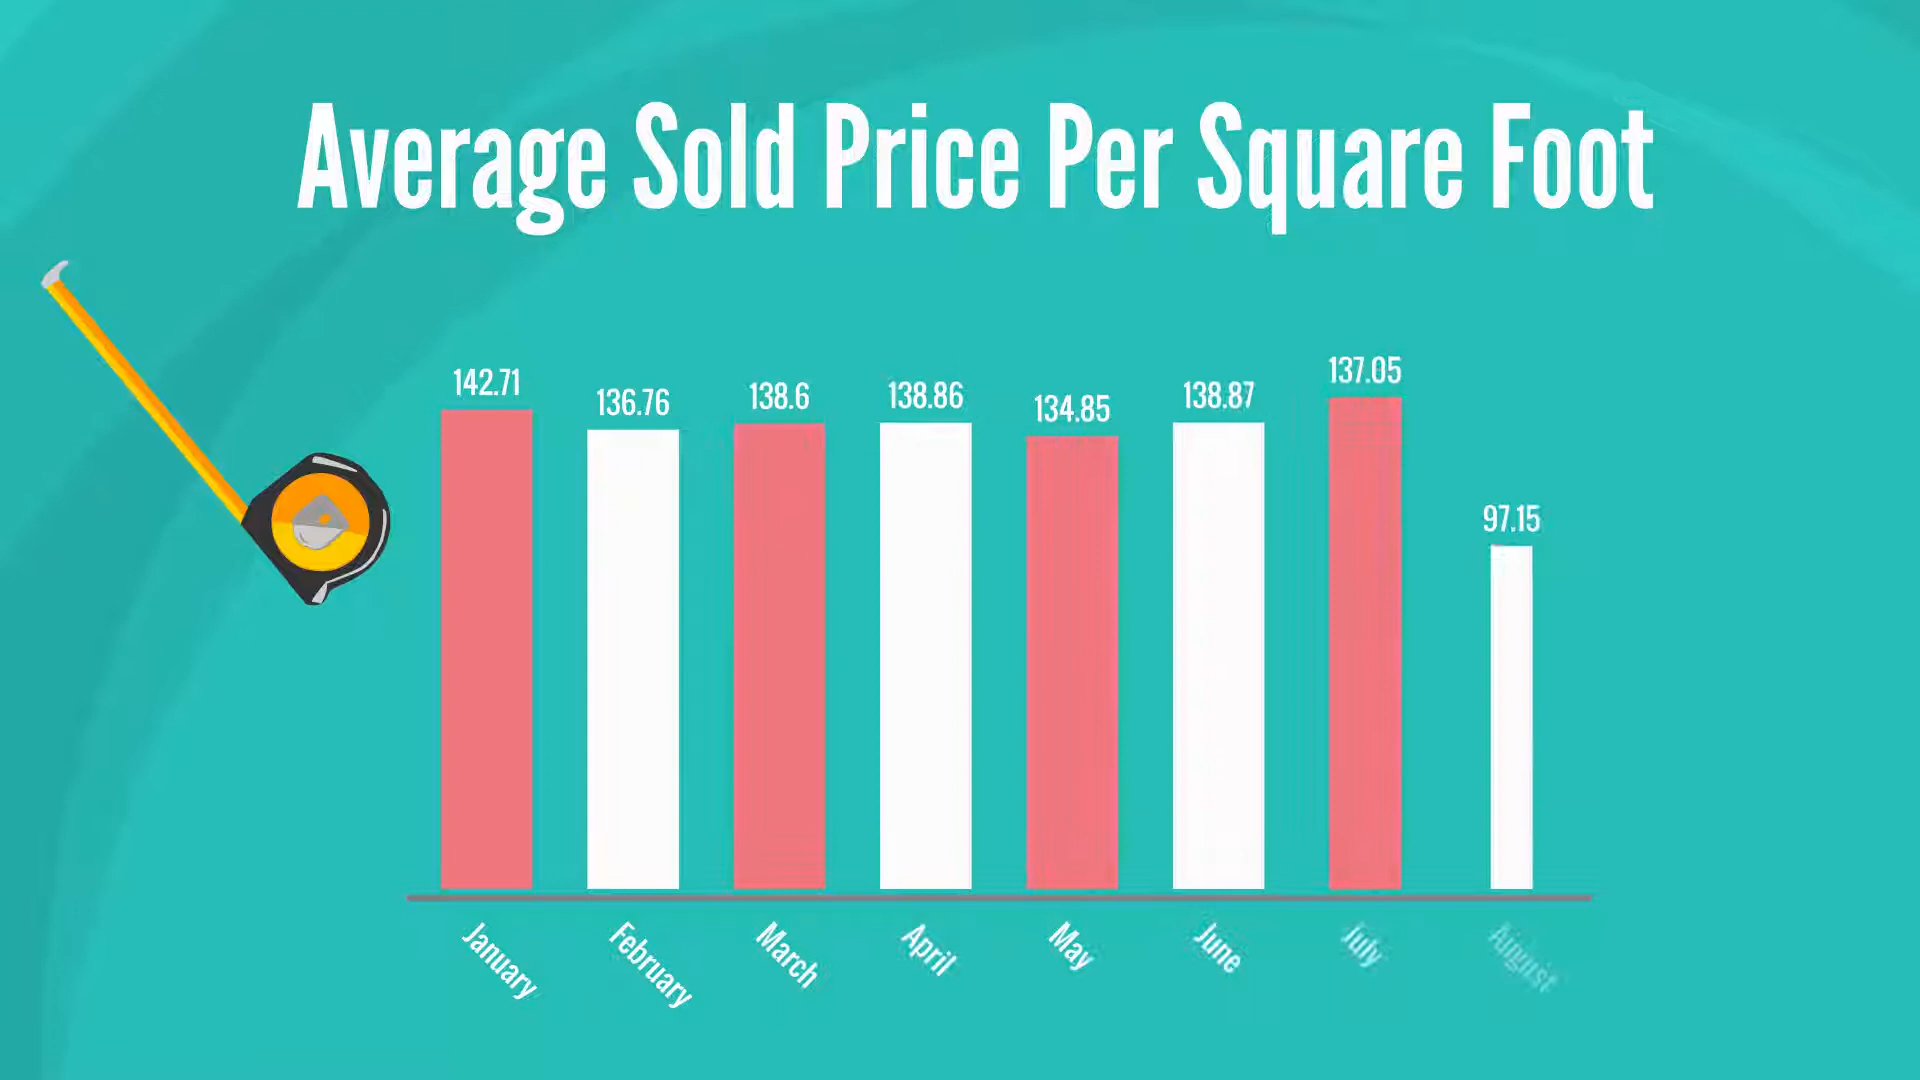 Average Sold Price Per Square Foot
142.71
136.76
138.6
138.86
134.85
138.87
137.05
97.15
January
February
March
April
May
June
July
August